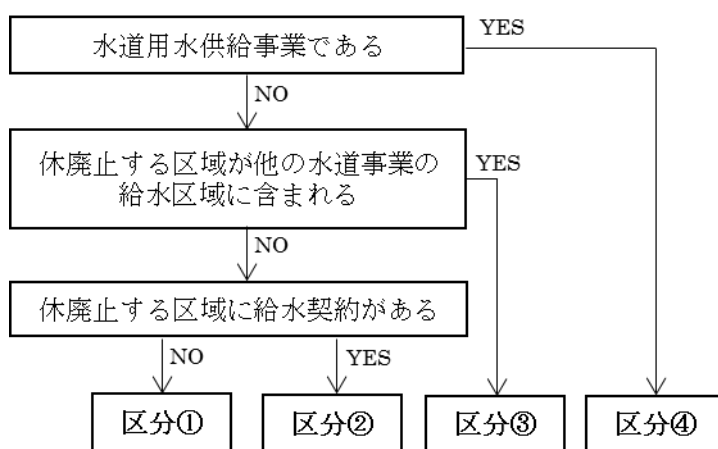 水道用水供給事業である
YES
NO
休廃止する区域が他の水道事業の
給水区域に含まれる
YES
NO
休廃止する区域に給水契約がある
NO
YES
区分①
区分②
区分③
区分④